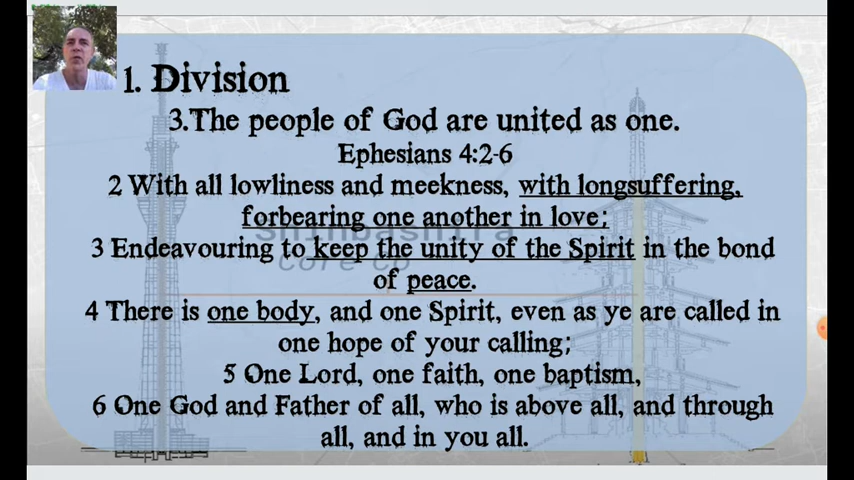 1. Division
3.The people of God are united as one.
Ephesians 4:2-6
2 With all lowliness and meekness, with longsuffering,
forbearing one another in love;
3 Endeavouring to keep the unity of the Spirit in the bond
of peace.
4 There is one body, and one Spirit, even as ye are called in
one hope of your calling;
5 One Lord, one faith, one baptism,
6 One God and Father of all, who is above all, and through
all, and in you all.